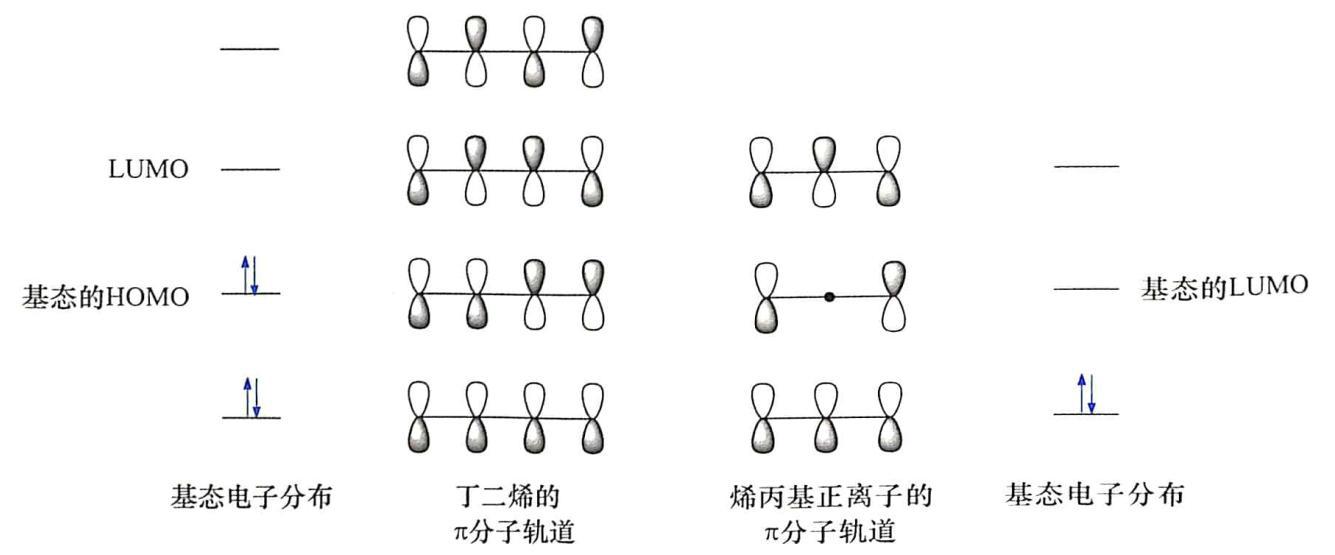 LUMO
基态的HOMO
基态的LUMO
基态电子分布
丁二烯的
π分子轨道
烯丙基正离子的
π分子轨道
基态电子分布